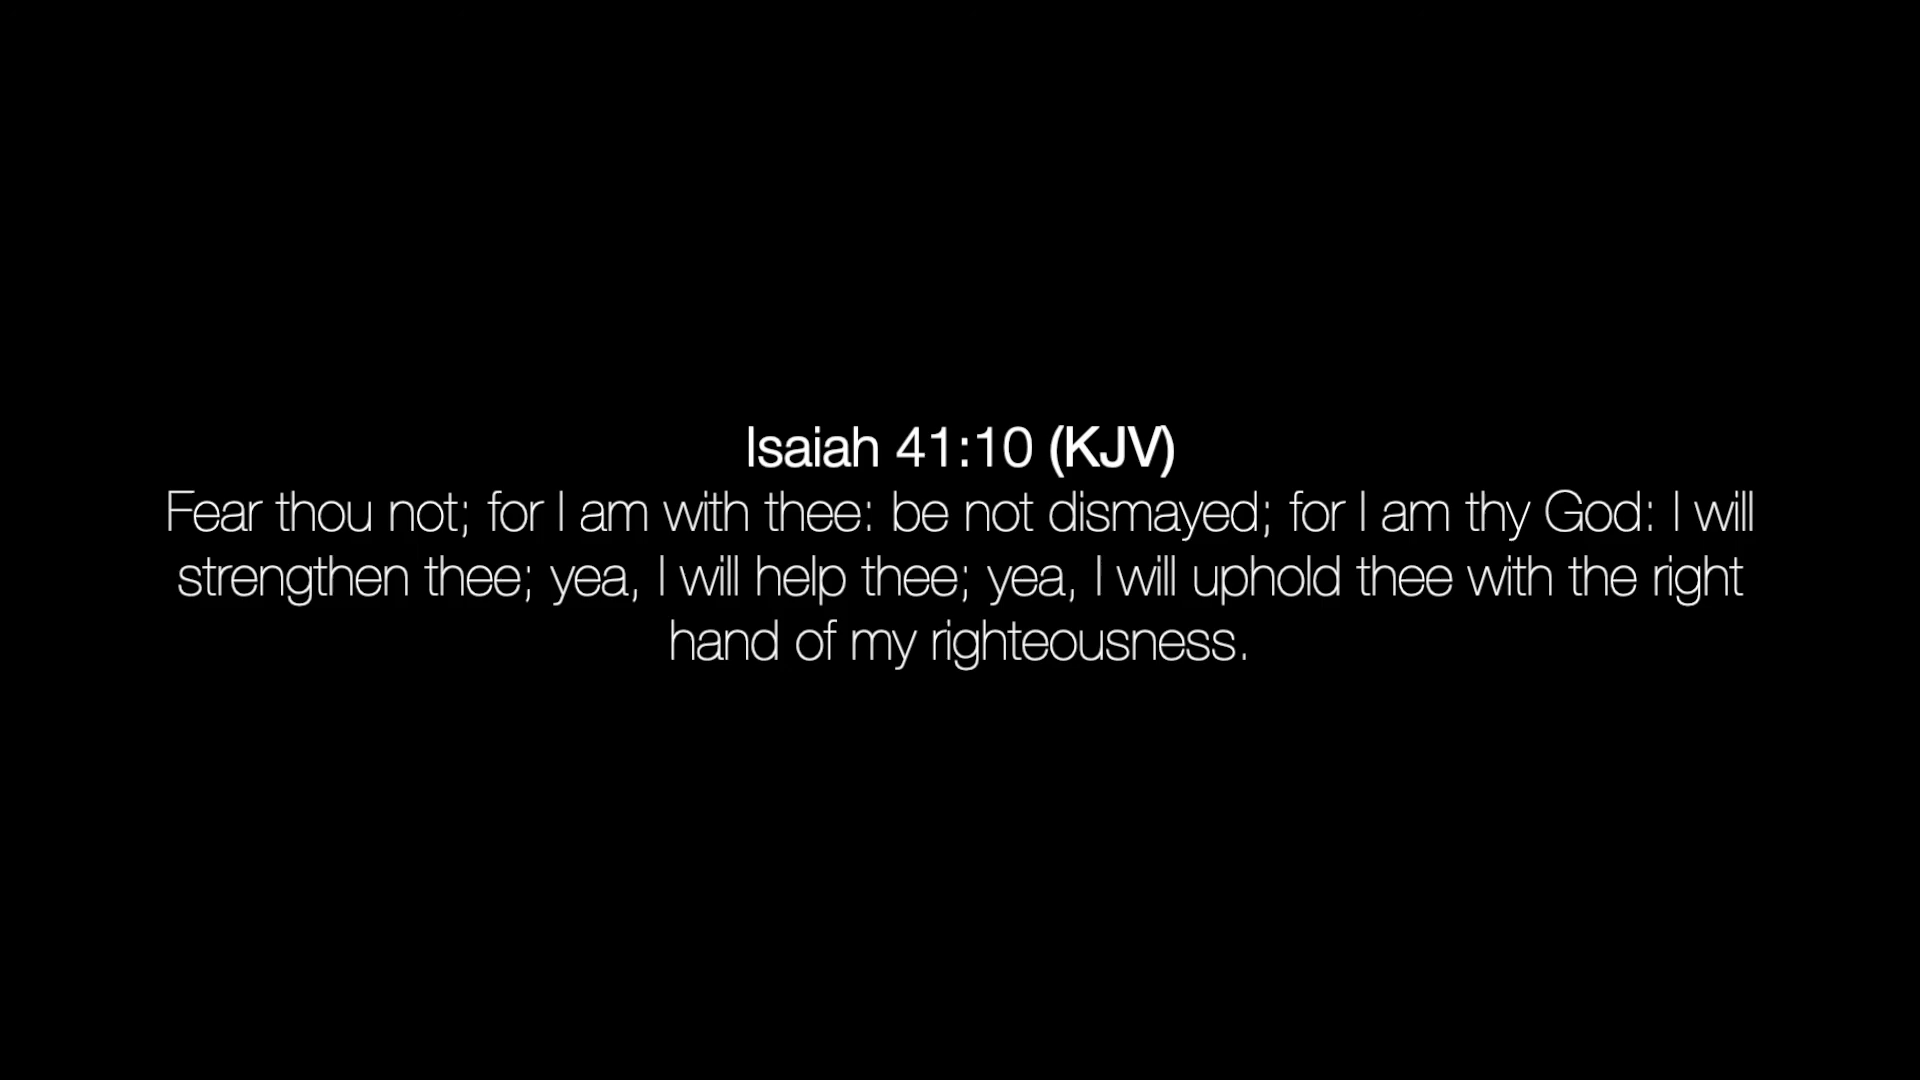 Isaiah 41:10 (KJV)
Fear thou not; for I am with thee: be not dismayed; for I am thy God: I will
strengthen thee; yea, I will help thee; yea, I will uphold thee with the right
hand of my righteousness.